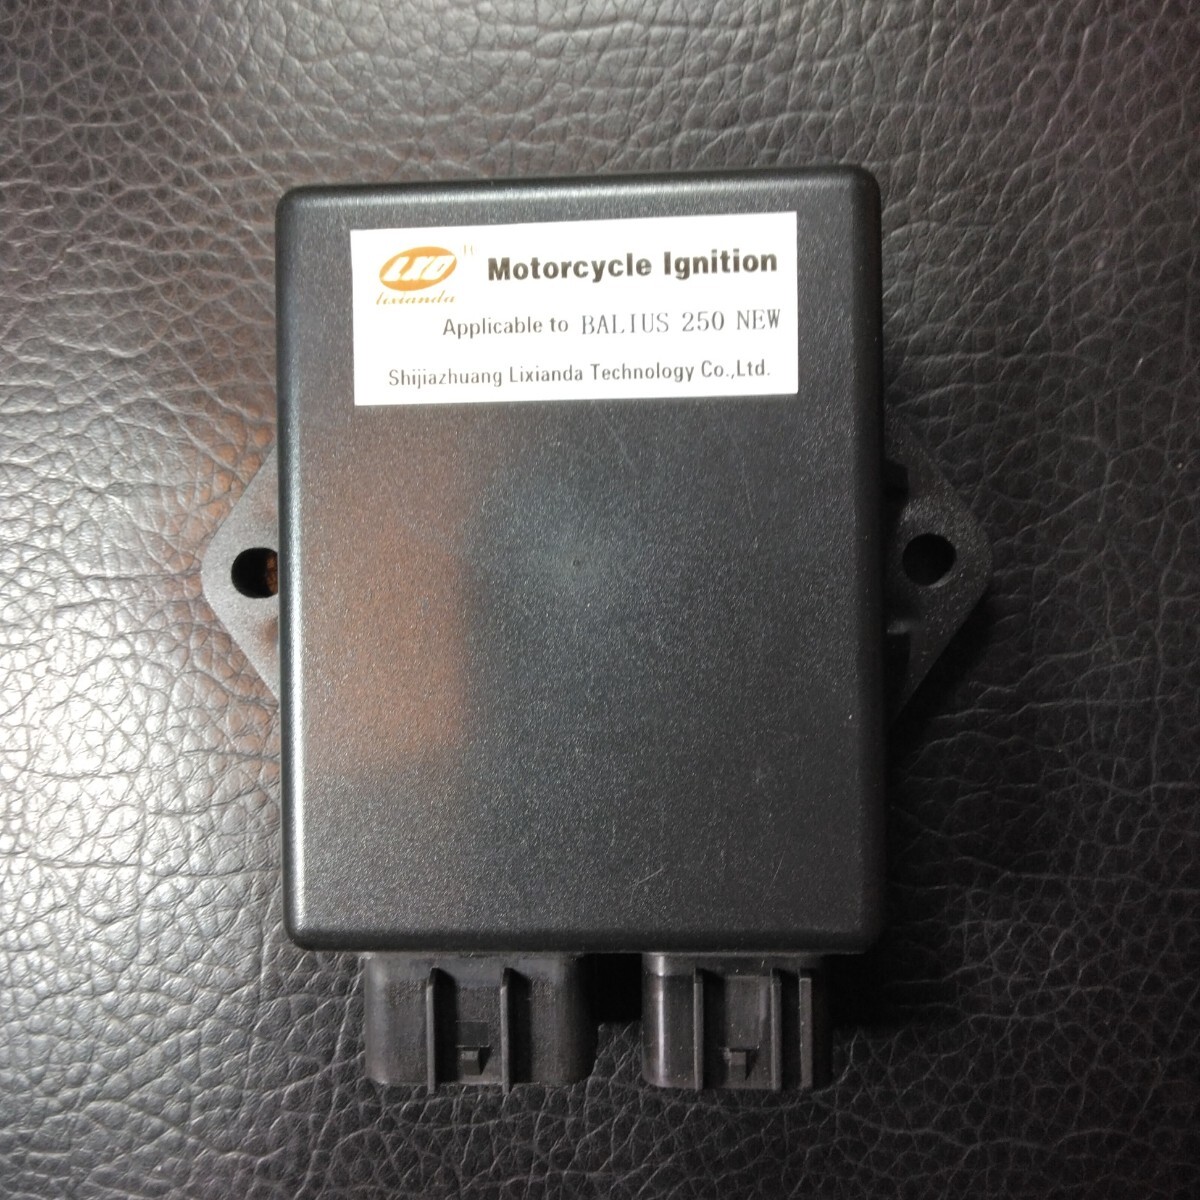 LXD
Motorcycle Ignition
lixianda
Applicable to BALIUS 250 NEW
Shijiazhuang Lixianda Technology Co.,Ltd.